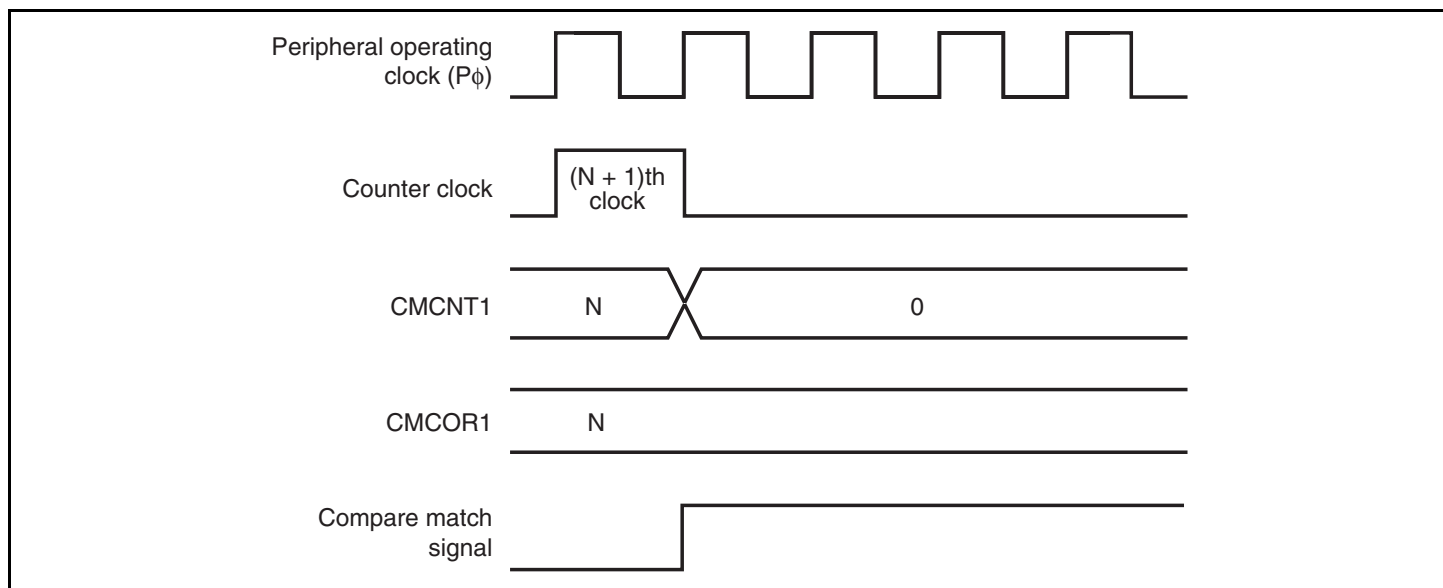 Peripheral operating
clock (Pϕ)
Counter clock
(N + 1)th
clock
CMCNT1
N
0
CMCOR1
N
Compare match
signal